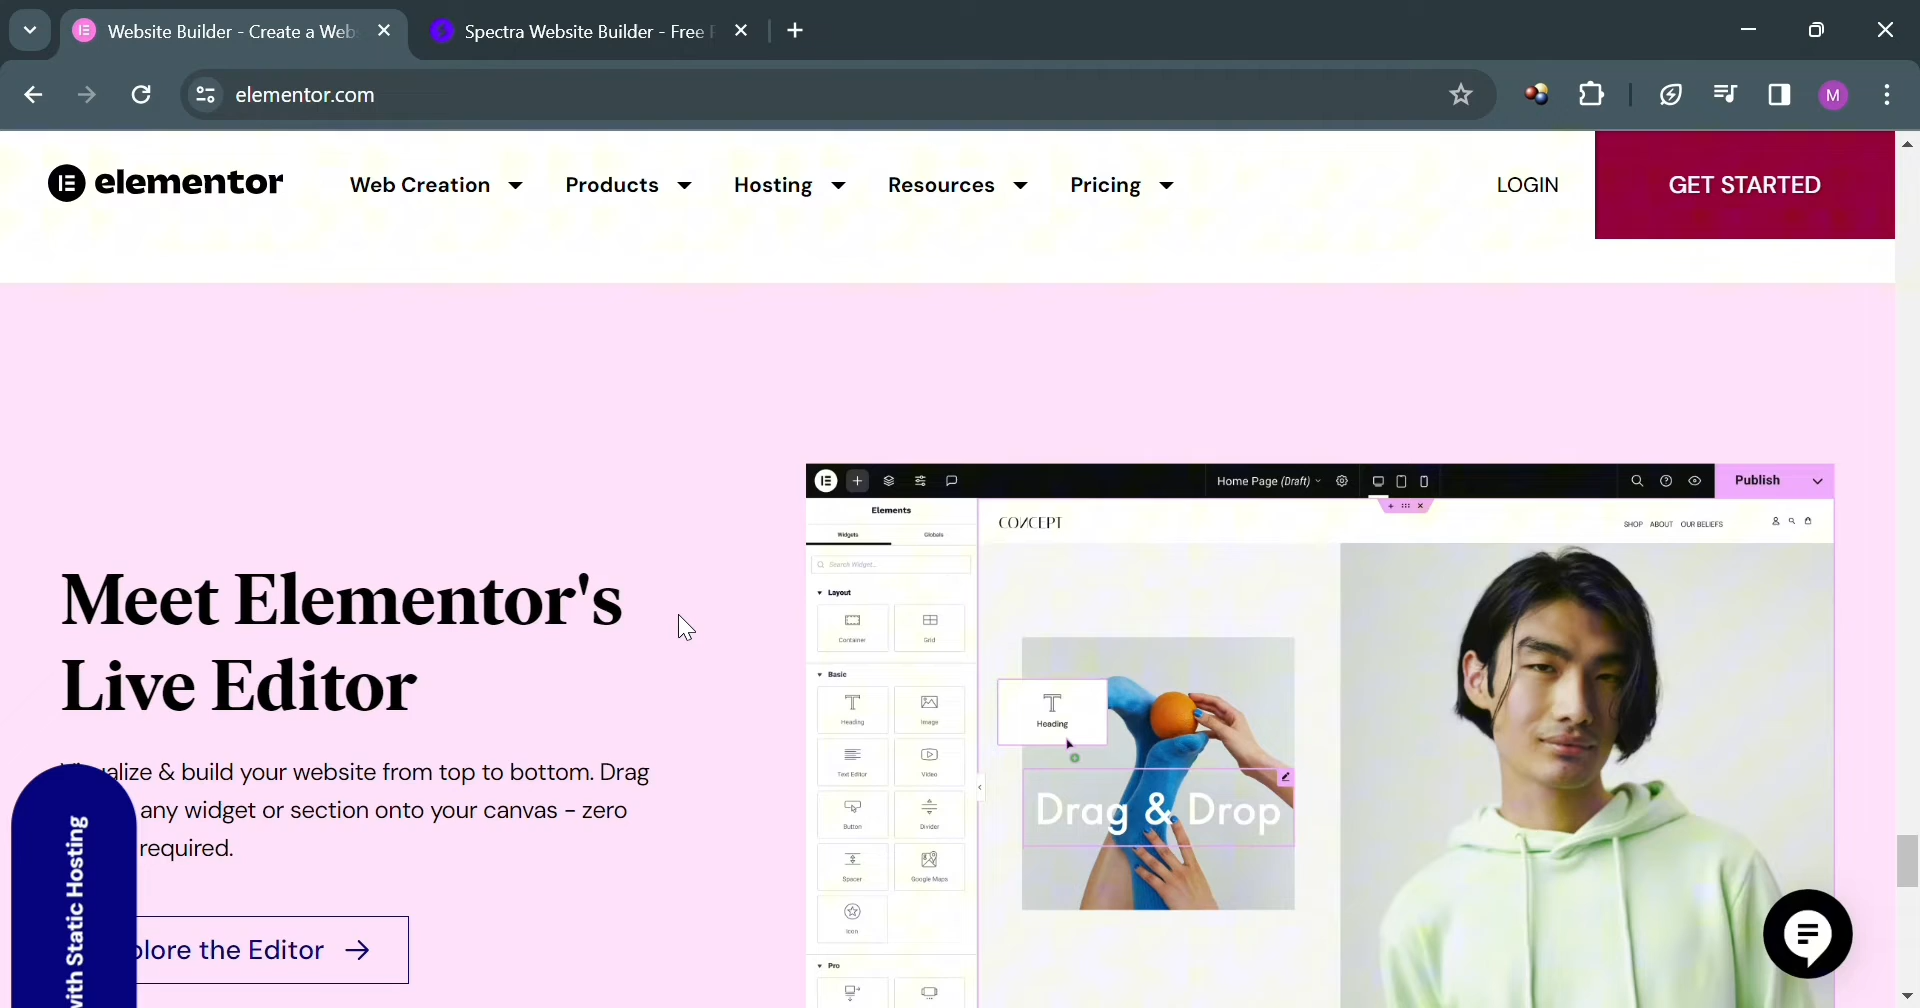 Website Builder - Create a Web
Spectra Website Builder - Free
elementor.com
M
elementor
Web Creation
Products
Hosting
Resources
Pricing
LOGIN
GET STARTED
Meet Elementor's
Live Editor
alize & build your website from top to bottom. Drag
any widget or section onto your canvas - zero
required.
plore the Editor
with Static Hosting
Home Page (Draft)
Publish
Elements
Widgets
Globals
Search Widget...
Layout
Container
Grid
Basic
Heading
Image
Text Editor
Video
Button
Divider
Spacer
Google Maps
Icon
Pro
CONCEPT
SHOP ABOUT OUR BELIEFS
Heading
Drag & Drop